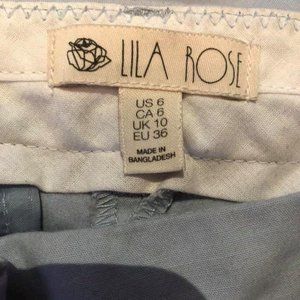 LILA ROSE
US 6
CA 6
UK 10
EU 36
MADE IN
BANGLADESH